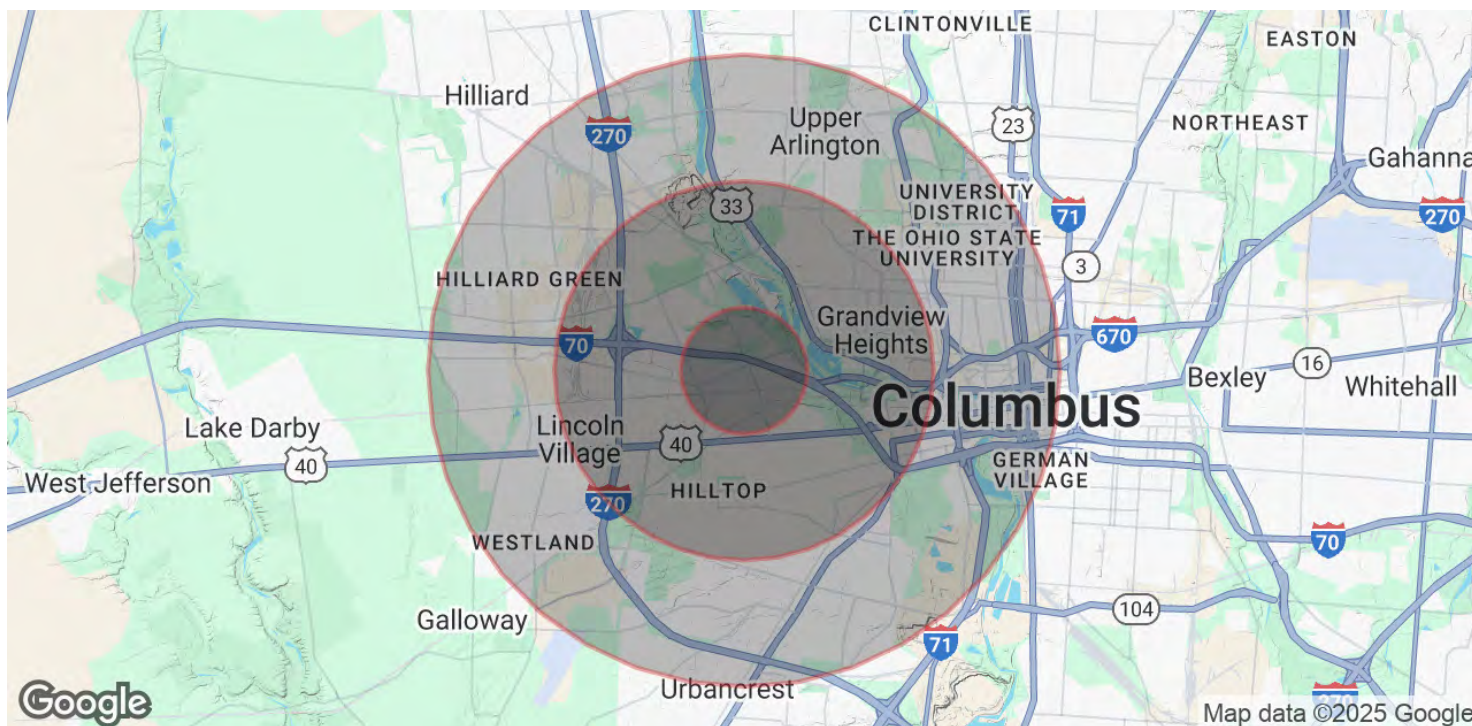 CLINTONVILLE
EASTON
Hilliard
270
Upper
Arlington
23
NORTHEAST
Gahanna
33
UNIVERSITY
DISTRICT
71
270
THE OHIO STATE
UNIVERSITY
3
HILLIARD GREEN
Grandview
Heights
70
670
16
Bexley
Whitehall
Columbus
Lake Darby
Lincoln
Village
40
40
West Jefferson
GERMAN
VILLAGE
HILLTOP
270
WESTLAND
70
Galloway
104
71
Urbancrest
270
Google
Map data ©2025 Google